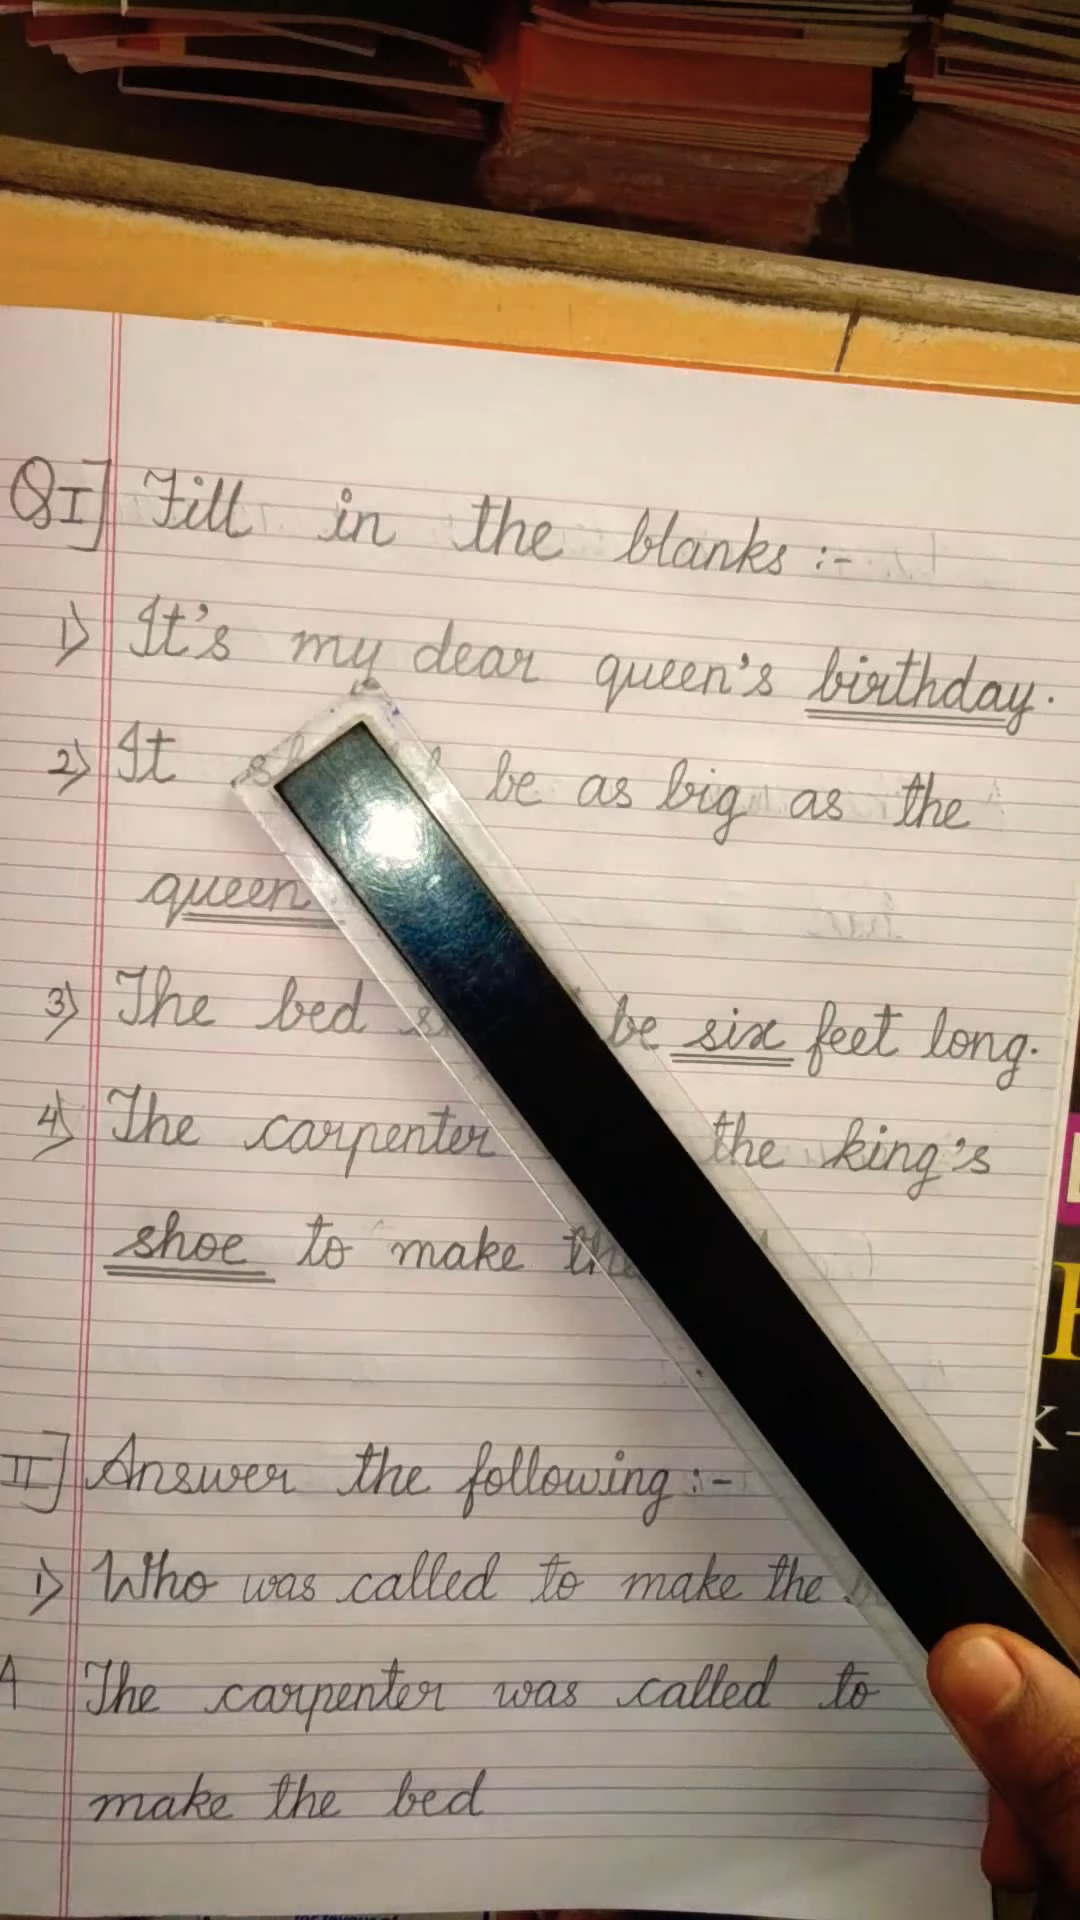 QI] Fill in the blanks :-
1) It's my dear queen's birthday.
2) It be as big as the
queen
3) The bed be six feet long.
4) The carpenter the king's
shoe to make
II] Answer the following :-
1) Who was called to make the
A The carpenter was called to
make the bed